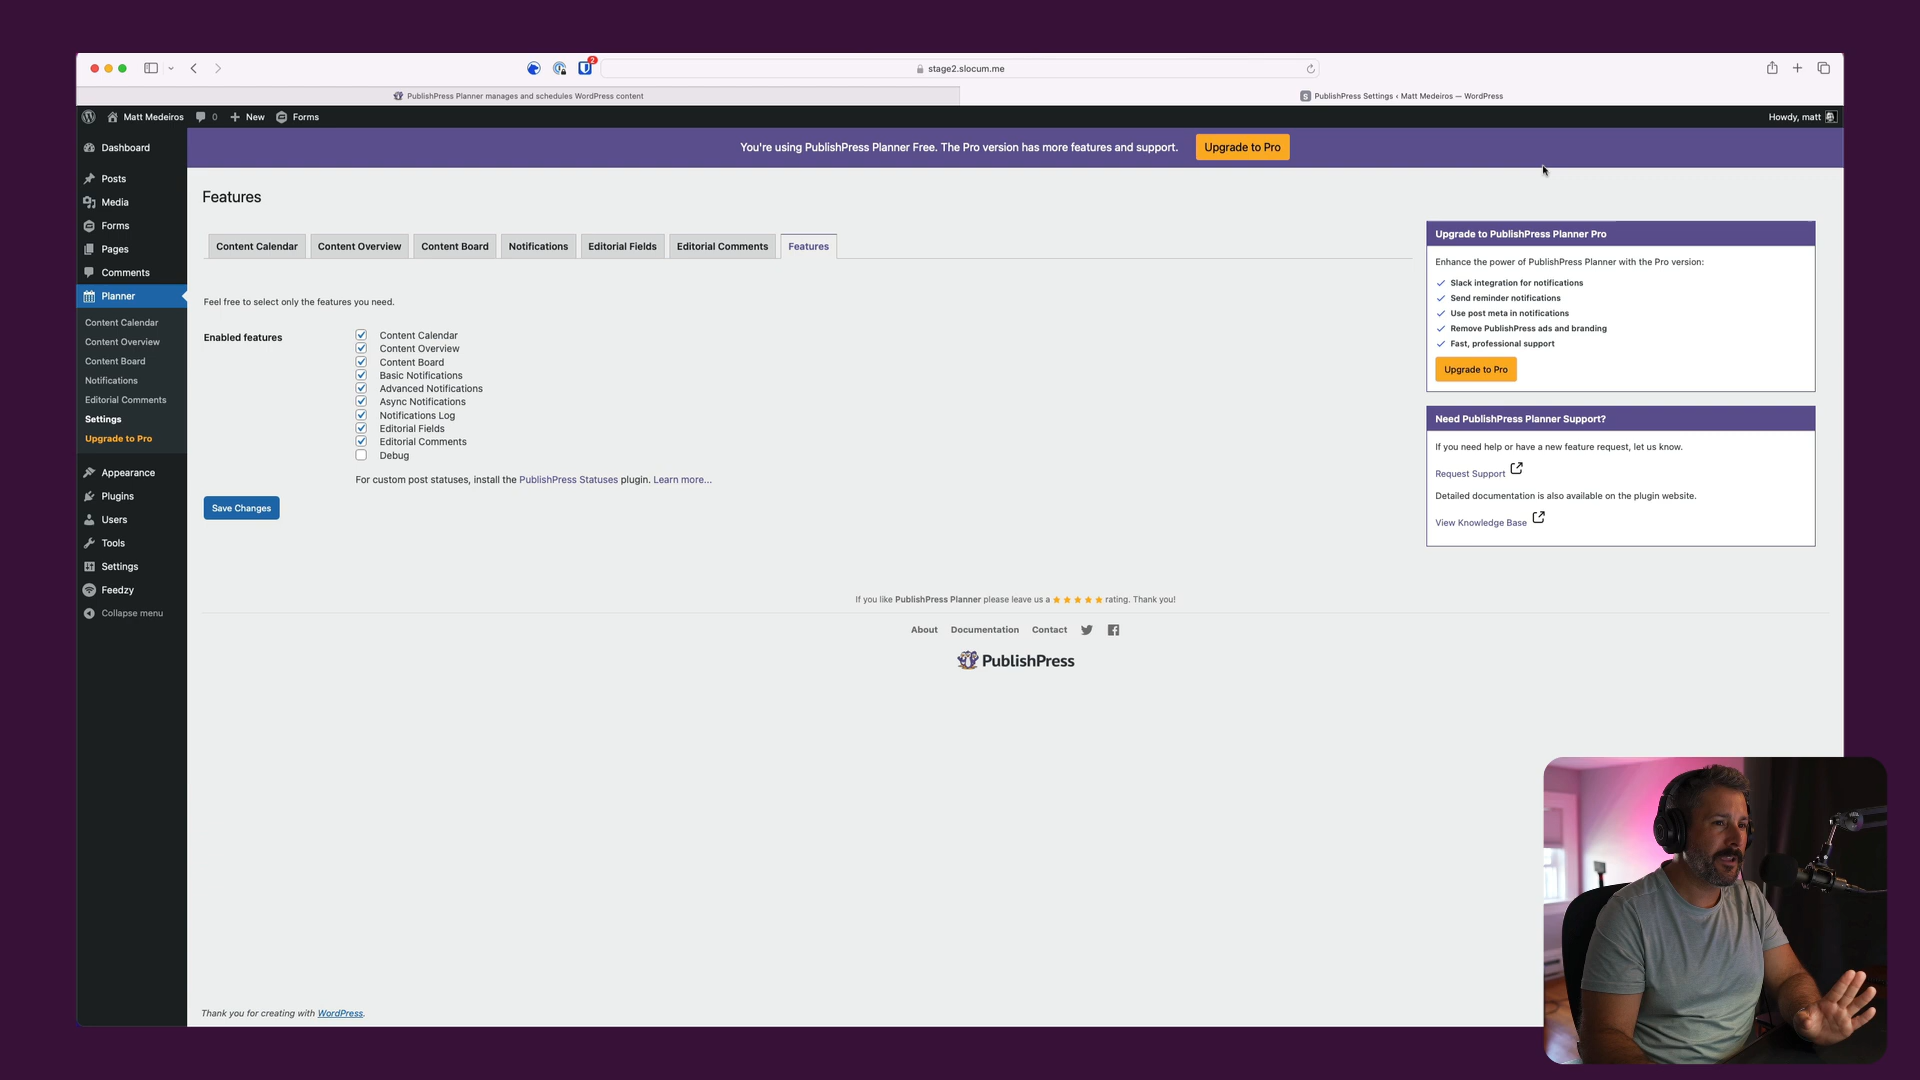 2
stage2.slocum.me
PublishPress Planner manages and schedules WordPress content
S PublishPress Settings ‹ Matt Medeiros — WordPress
Matt Medeiros 0 New Forms
Howdy, matt
Dashboard
Posts
Media
Forms
Pages
Comments
Planner
Content Calendar
Content Overview
Content Board
Notifications
Editorial Comments
Settings
Upgrade to Pro
Appearance
Plugins
Users
Tools
Settings
Feedzy
Collapse menu
You're using PublishPress Planner Free. The Pro version has more features and support. Upgrade to Pro
Features
Content Calendar Content Overview Content Board Notifications Editorial Fields Editorial Comments Features
Feel free to select only the features you need.
Enabled features
Content Calendar
Content Overview
Content Board
Basic Notifications
Advanced Notifications
Async Notifications
Notifications Log
Editorial Fields
Editorial Comments
Debug
For custom post statuses, install the PublishPress Statuses plugin. Learn more...
Save Changes
Upgrade to PublishPress Planner Pro
Enhance the power of PublishPress Planner with the Pro version:
Slack integration for notifications
Send reminder notifications
Use post meta in notifications
Remove PublishPress ads and branding
Fast, professional support
Upgrade to Pro
Need PublishPress Planner Support?
If you need help or have a new feature request, let us know.
Request Support
Detailed documentation is also available on the plugin website.
View Knowledge Base
If you like PublishPress Planner please leave us a ★★★★★ rating. Thank you!
About Documentation Contact
PublishPress
Thank you for creating with WordPress.